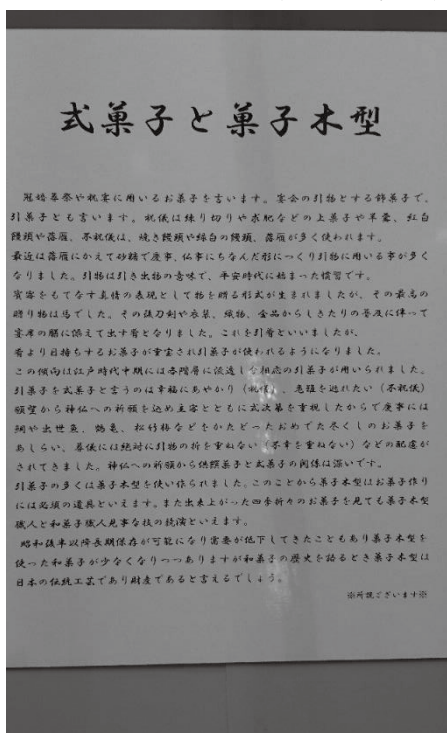 式菓子と菓子木型
冠婚葬祭や祝宴に用いるお菓子を言います。宴会の引物とする飾菓子で、
引菓子とも言います。祝儀は練り切りや求肥などの上菓子や羊羹、紅白
饅頭や落雁、不祝儀は、焼き饅頭や録白の饅頭、落雁が多く使われます。
最近は落雁にかえて砂糖で慶事、仏事にちなんだ形につくり引物に用いる事が多く
なりました。引物は引き出物の意味で、平安時代に始まった慣習です。
賓客をもてなす真情の表現として物を贈る形式が生まれましたが、その最高の
贈り物は馬でした。その後刀剣や衣装、織物、金品からしきたりの普及に伴って
宴席の膳に添えて出す肴となりました。これを引肴といいましたが、
肴より日持ちするお菓子が重宝され引菓子が使われるようになりました。
この傾向は江戸時代中期には各階層に浸透し相応の引菓子が用いられました。
引菓子を式菓子と言うのは幸福にあやかり（祝儀）、悪霊を逃れたい（不祝儀）
願望から神仏への祈願を込め主客とともに式次第を重視したからで慶事には
鯛や出世魚、鶴亀、松竹梅などをかたどったおめでた尽くしのお菓子を
あしらい、葬儀には絶対に引物の折を重ねない（不幸を重ねない）などの配慮が
されてきました。神仏への祈願から供饌菓子と式菓子の関係は深いです。
引菓子の多くは菓子木型を使い作られました。このことから菓子木型はお菓子作り
には必須の道具といえます。また出来上がった四季折々のお菓子を見ても菓子木型
職人と和菓子職人見事な技の競演といえます。
昭和後半以降長期保存が可能になり需要が低下してきたこともあり菓子木型を
使った和菓子が少なくなりつつありますが和菓子の歴史を語るとき菓子木型は
日本の伝統工芸であり財産であると言えるでしょう。
※所説ございます※